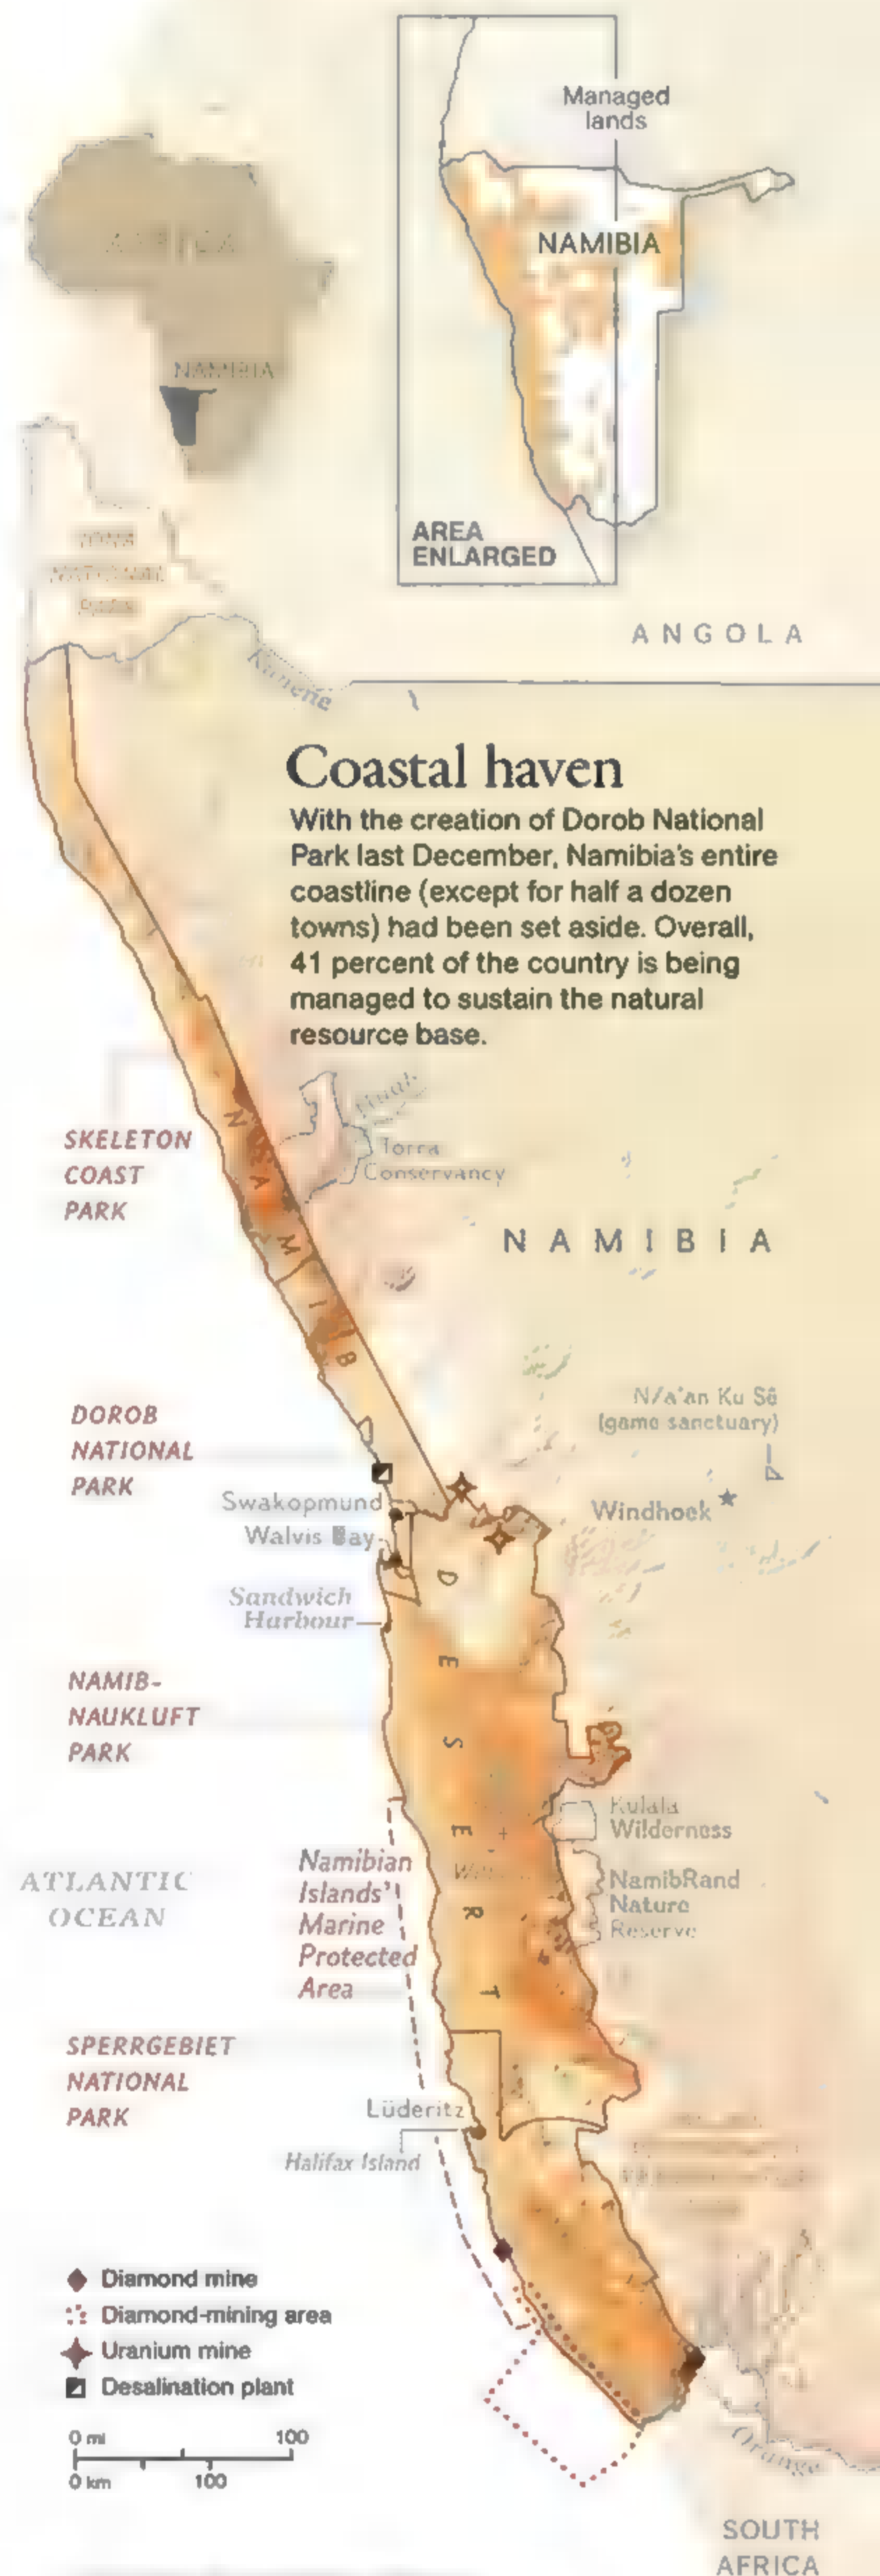 Managed
lands
NAMIBIA
AFRICA
NAMIBIA
AREA
ENLARGED
NATIONAL
ANGOLA
Kunene
Coastal haven
With the creation of Dorob National
Park last December, Namibia's entire
coastline (except for half a dozen
towns) had been set aside. Overall,
41 percent of the country is being
managed to sustain the natural
resource base.
Huab
SKELETON
COAST
PARK
Torra
Conservancy
NAMIBIA
NAMIB
DOROB
NATIONAL
PARK
N/a'an Ku Sê
(game sanctuary)
Swakopmund
Windhoek
Walvis Bay
Sandwich
Harbour
DESERT
NAMIB-
NAUKLUFT
PARK
Kulala
Wilderness
ATLANTIC
OCEAN
Namibian
Islands'
Marine
Protected
Area
NamibRand
Nature
Reserve
SPERRGEBIET
NATIONAL
PARK
Lüderitz
Halifax Island
Diamond mine
Diamond-mining area
Uranium mine
Desalination plant
0 mi 100
0 km 100
Orange
SOUTH
AFRICA